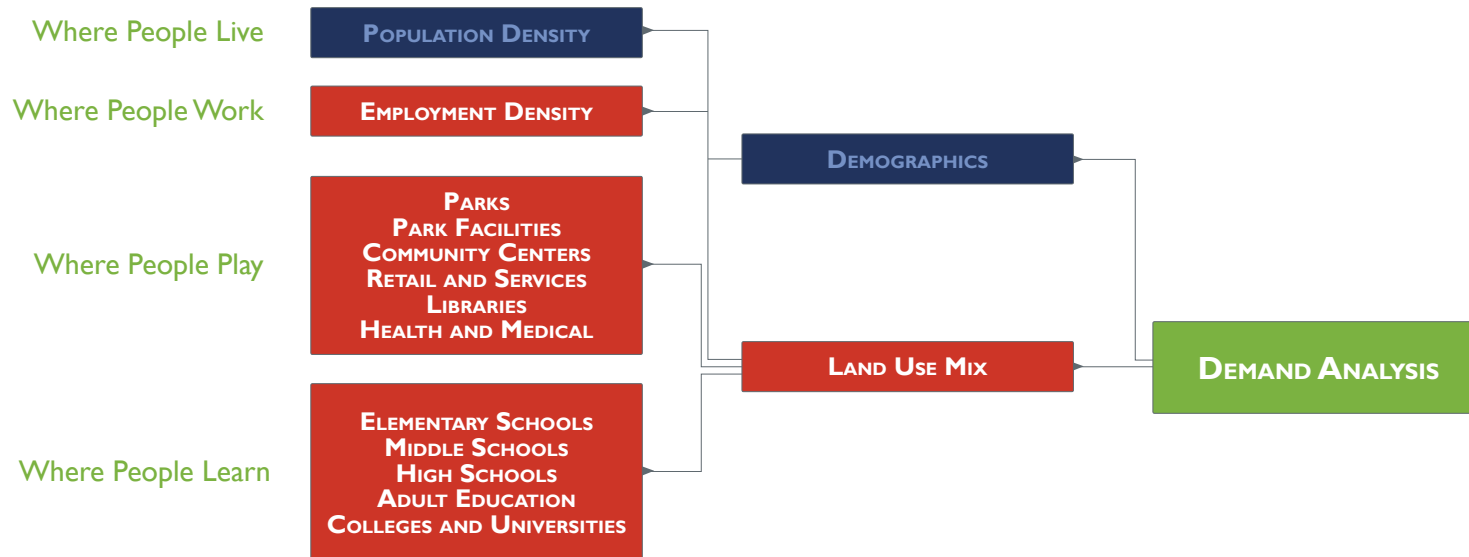 Where People Live
Population Density
Where People Work
Employment Density
Demographics
Where People Play
Parks
Park Facilities
Community Centers
Retail and Services
Libraries
Health and Medical
Land Use Mix
Demand Analysis
Where People Learn
Elementary Schools
Middle Schools
High Schools
Adult Education
Colleges and Universities